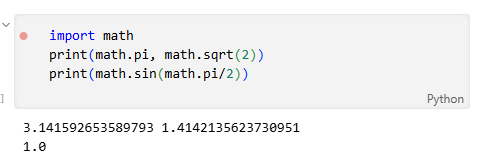 import math
print(math.pi, math.sqrt(2))
print(math.sin(math.pi/2))
]
Python
3.141592653589793 1.4142135623730951
1.0